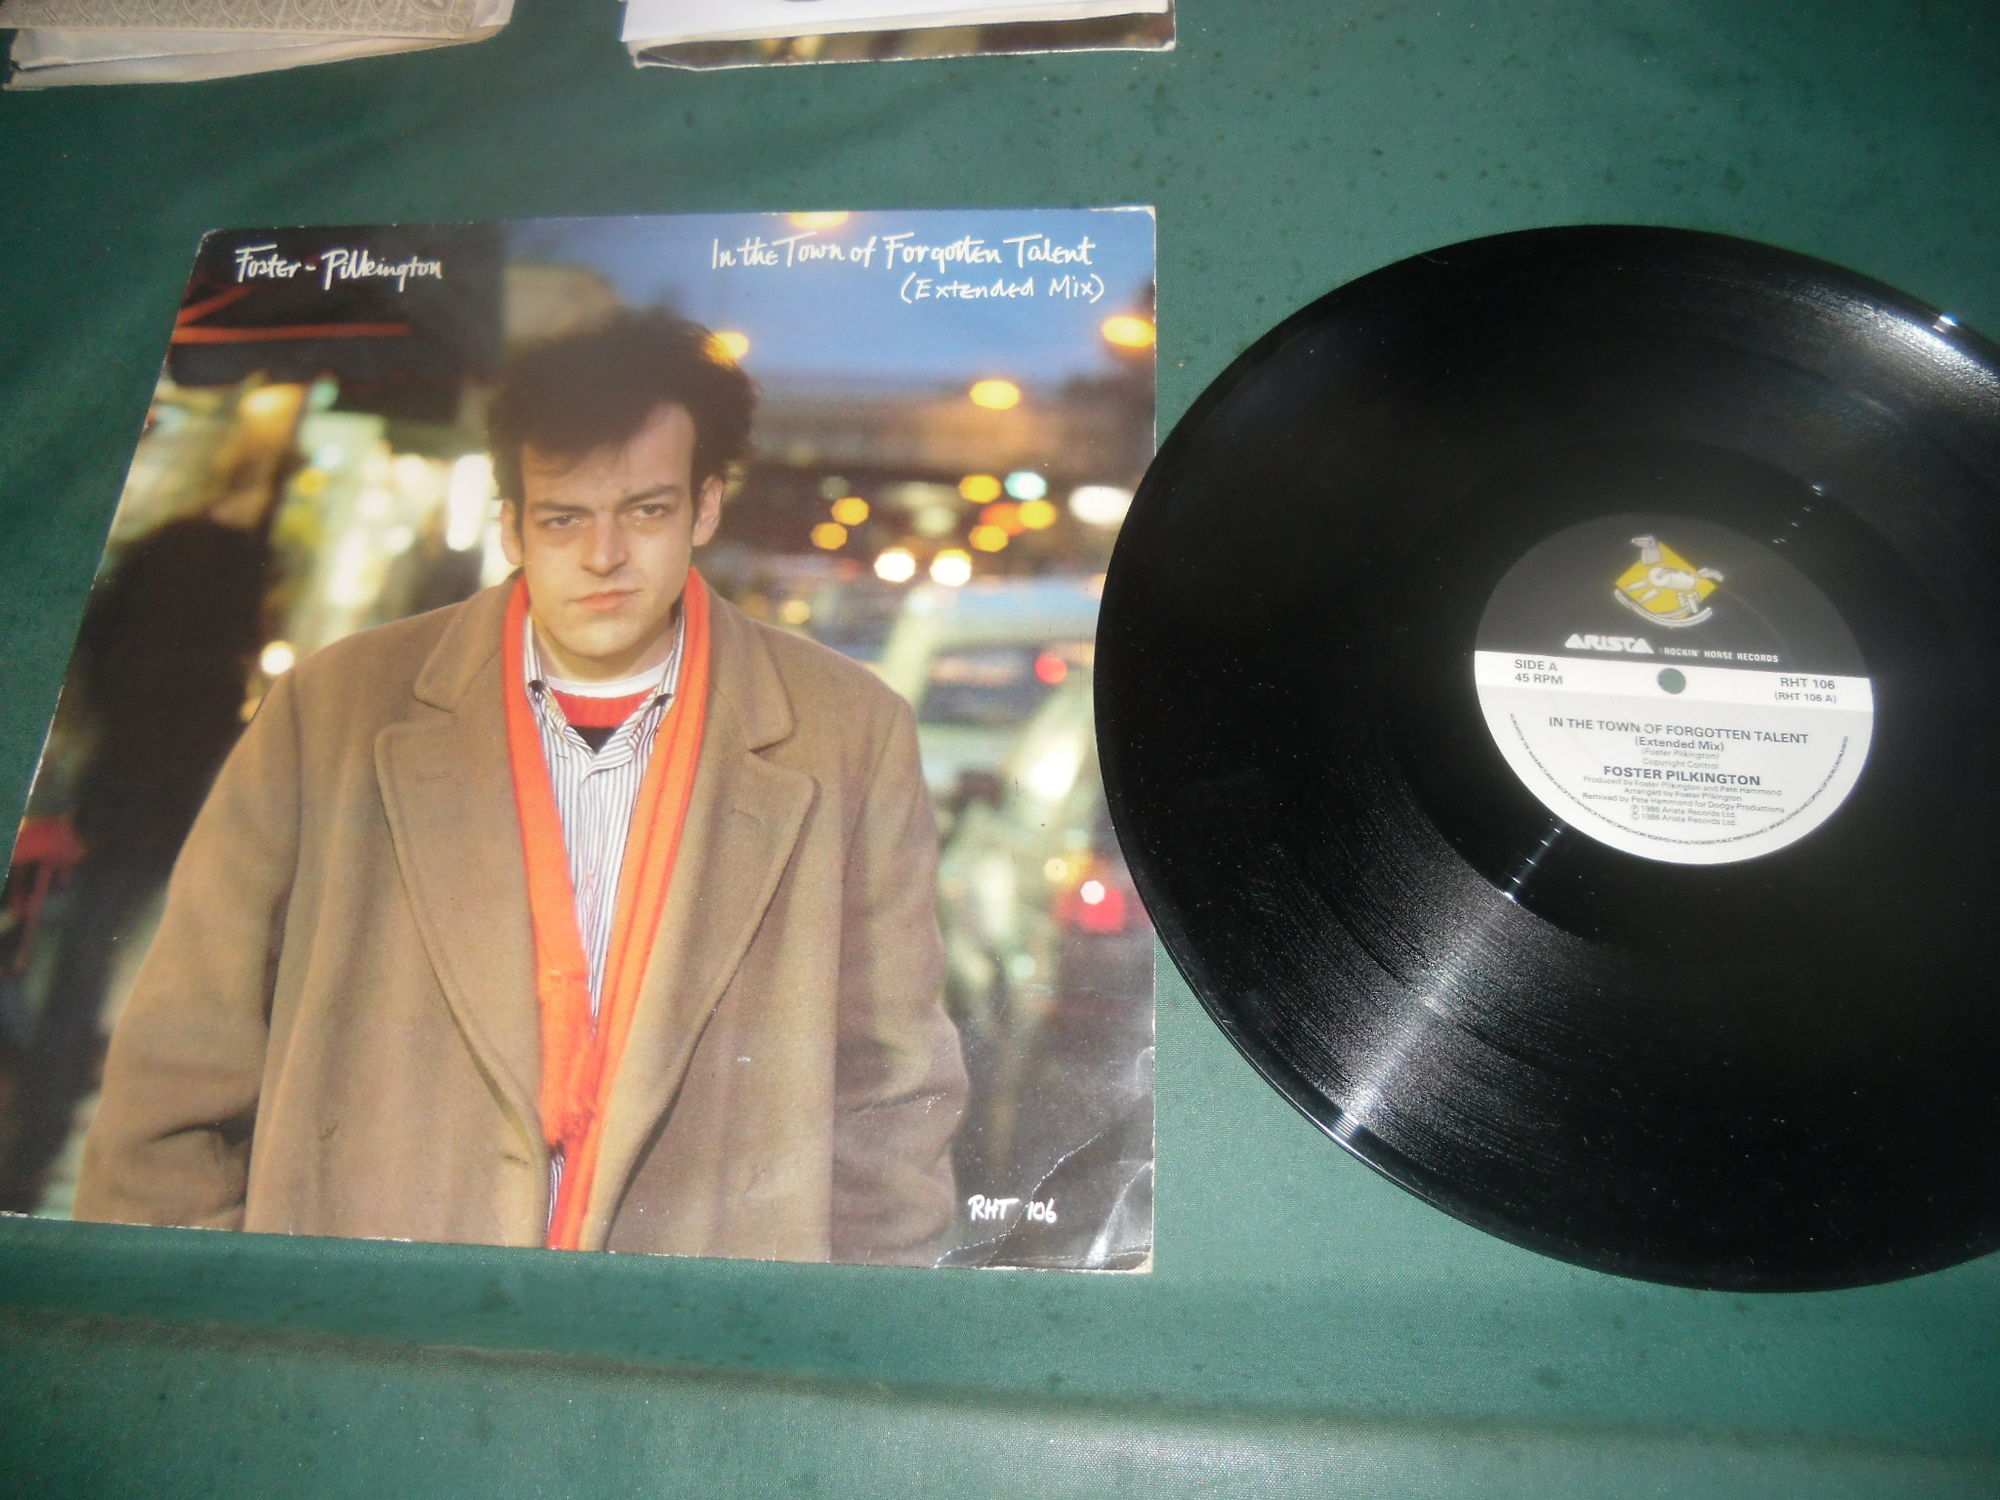 Foster-Pilkington
In the Town of Forgotten Talent
(Extended Mix)
RHT 106
ARISTA
ROCKIN' HORSE RECORDS
SIDE A
45 RPM
RHT 106
(RHT 106 A)
IN THE TOWN OF FORGOTTEN TALENT
(Extended Mix)
(Foster Pilkington)
Copyright Control
FOSTER PILKINGTON
Produced by Foster Pilkington and Pete Hammond
Arranged by Foster Pilkington
Remixed by Pete Hammond for Dodgy Productions
Ⓟ 1986 Arista Records Ltd.
© 1986 Arista Records Ltd.